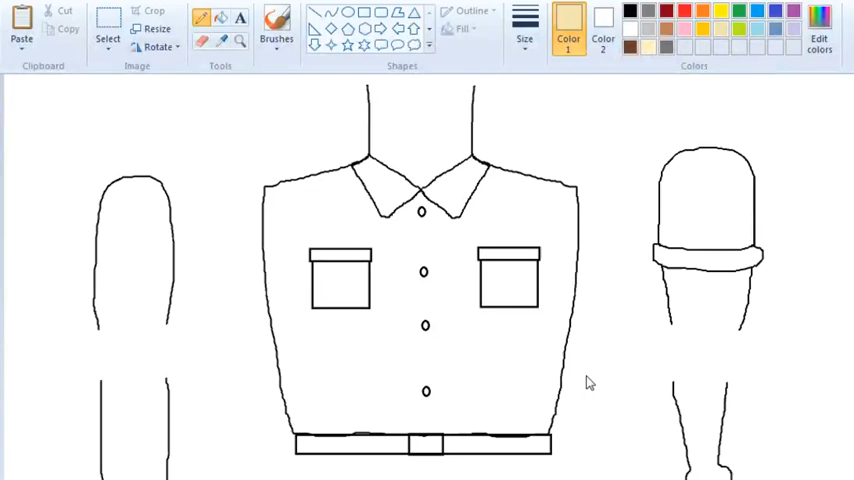 Cut
Copy
Paste
Clipboard
Select
Crop
Resize
Rotate
Image
Tools
Brushes
Outline
Fill
Shapes
Size
Color
1
Color
2
Edit
colors
Colors